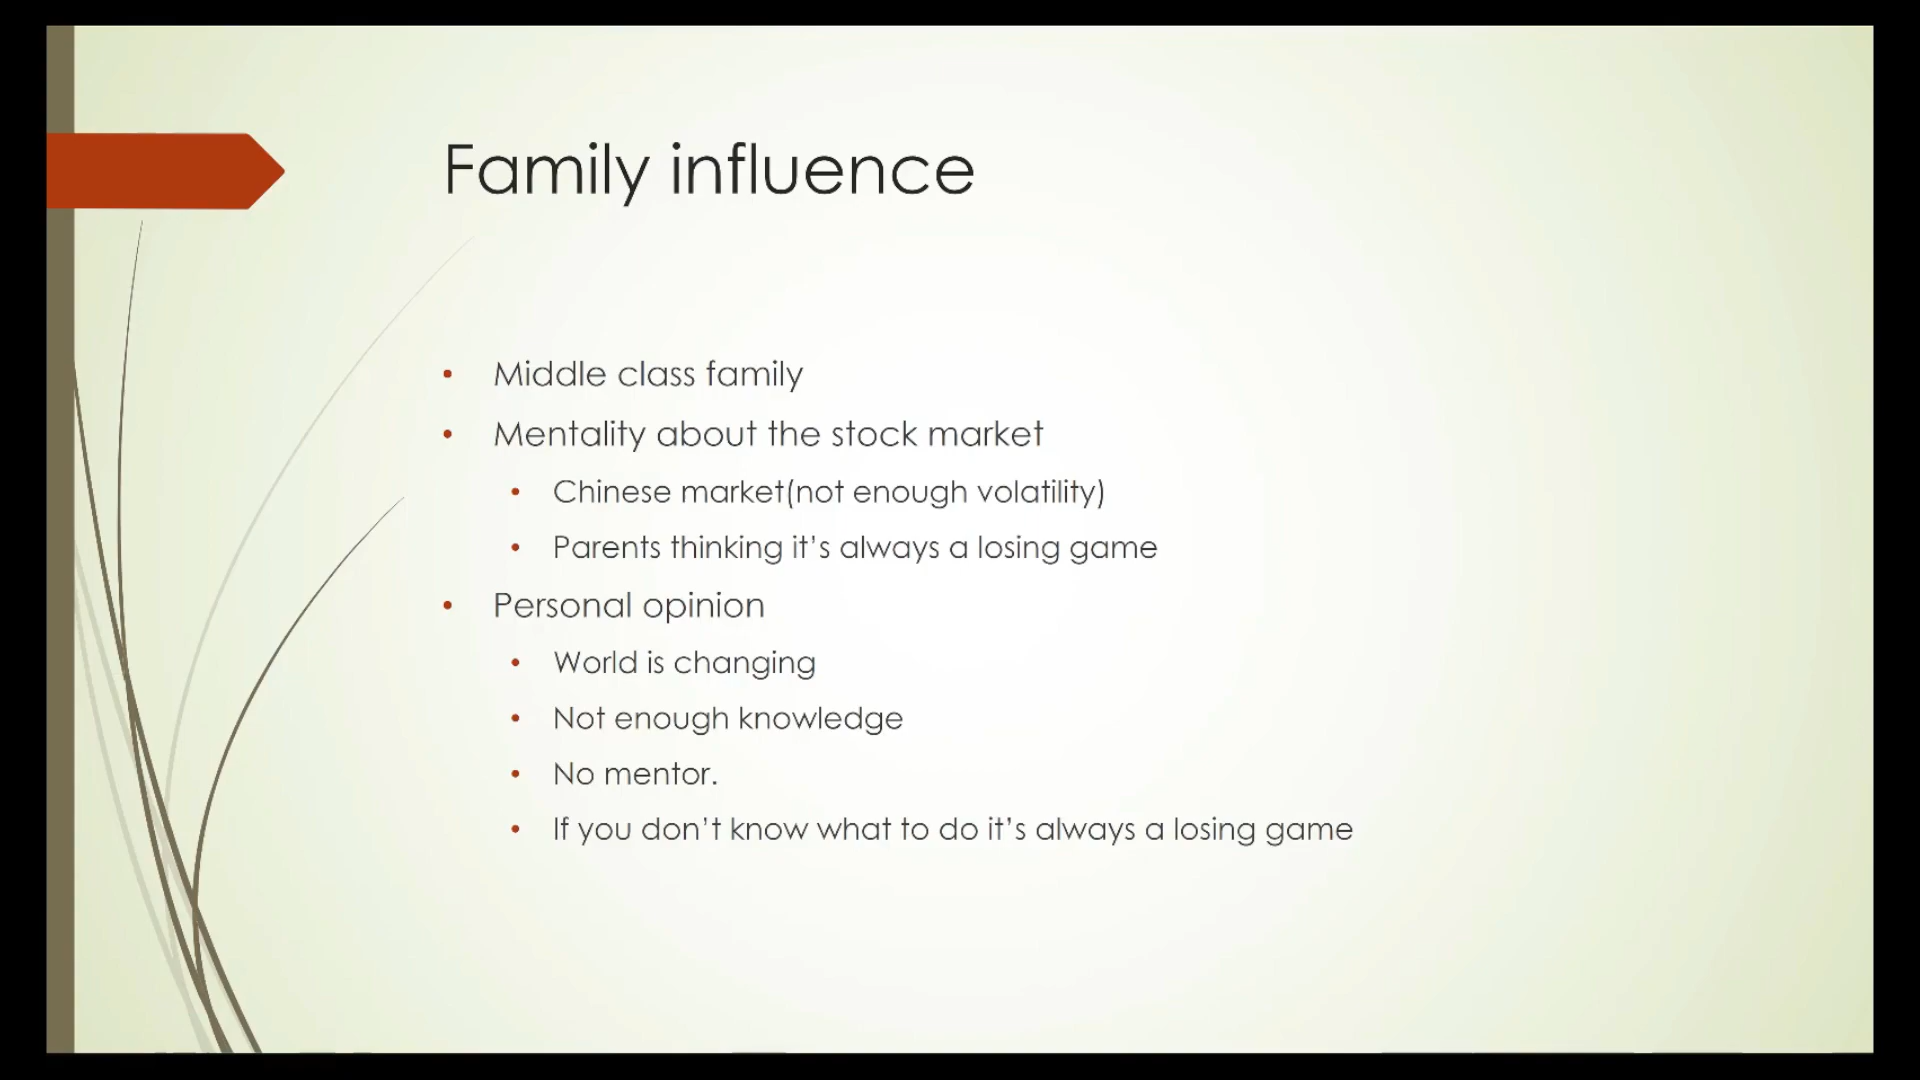 Family influence
• Middle class family
• Mentality about the stock market
• Chinese market(not enough volatility)
• Parents thinking it’s always a losing game
• Personal opinion
• World is changing
• Not enough knowledge
• No mentor.
• If you don’t know what to do it’s always a losing game